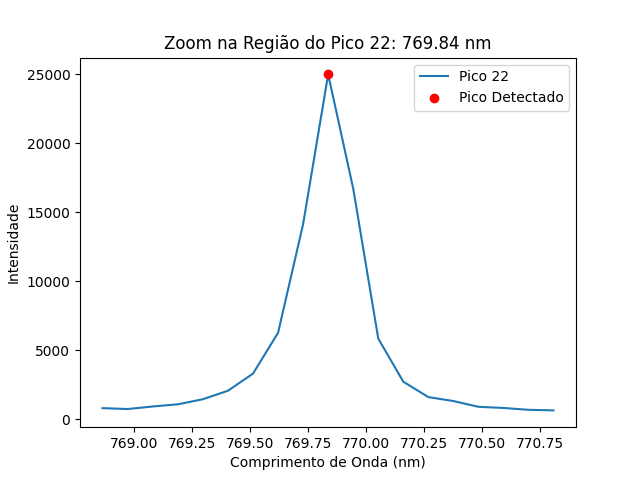 Zoom na Região do Pico 22: 769.84 nm
Pico 22
Pico Detectado
Intensidade
25000
20000
15000
10000
5000
0
769.00 769.25 769.50 769.75 770.00 770.25 770.50 770.75
Comprimento de Onda (nm)